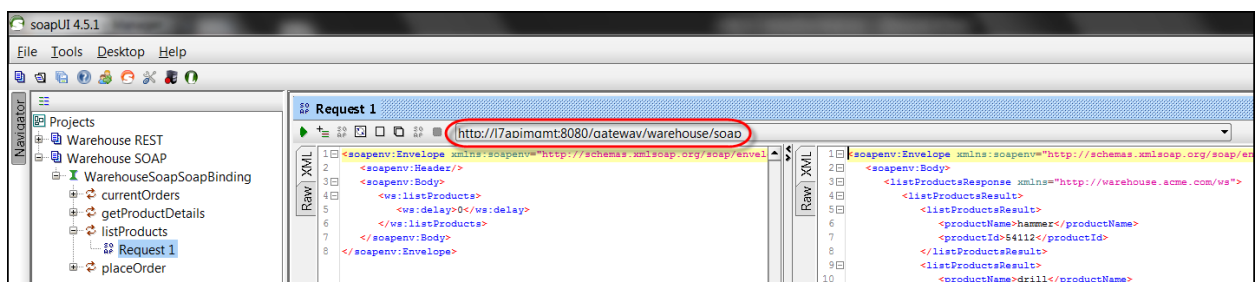 soapUI 4.5.1
File Tools Desktop Help
Navigator
Projects
Warehouse REST
Warehouse SOAP
WarehouseSoapSoapBinding
currentOrders
getProductDetails
listProducts
Request 1
placeOrder
Request 1
http://l7apimgmt:8080/gateway/warehouse/soap
XML
Raw
1 <soapenv:Envelope xmlns:soapenv="http://schemas.xmlsoap.org/soap/envel
2 <soapenv:Header/>
3 <soapenv:Body>
4 <ws:listProducts>
5 <ws:delay>0</ws:delay>
6 </ws:listProducts>
7 </soapenv:Body>
8 </soapenv:Envelope>
XML
Raw
1 <soapenv:Envelope xmlns:soapenv="http://schemas.xmlsoap.org/soap/en
2 <soapenv:Body>
3 <listProductsResponse xmlns="http://warehouse.acme.com/ws">
4 <listProductsResult>
5 <listProductsResult>
6 <productName>hammer</productName>
7 <productId>54112</productId>
8 </listProductsResult>
9 <listProductsResult>
10 <productName>drill</productName>